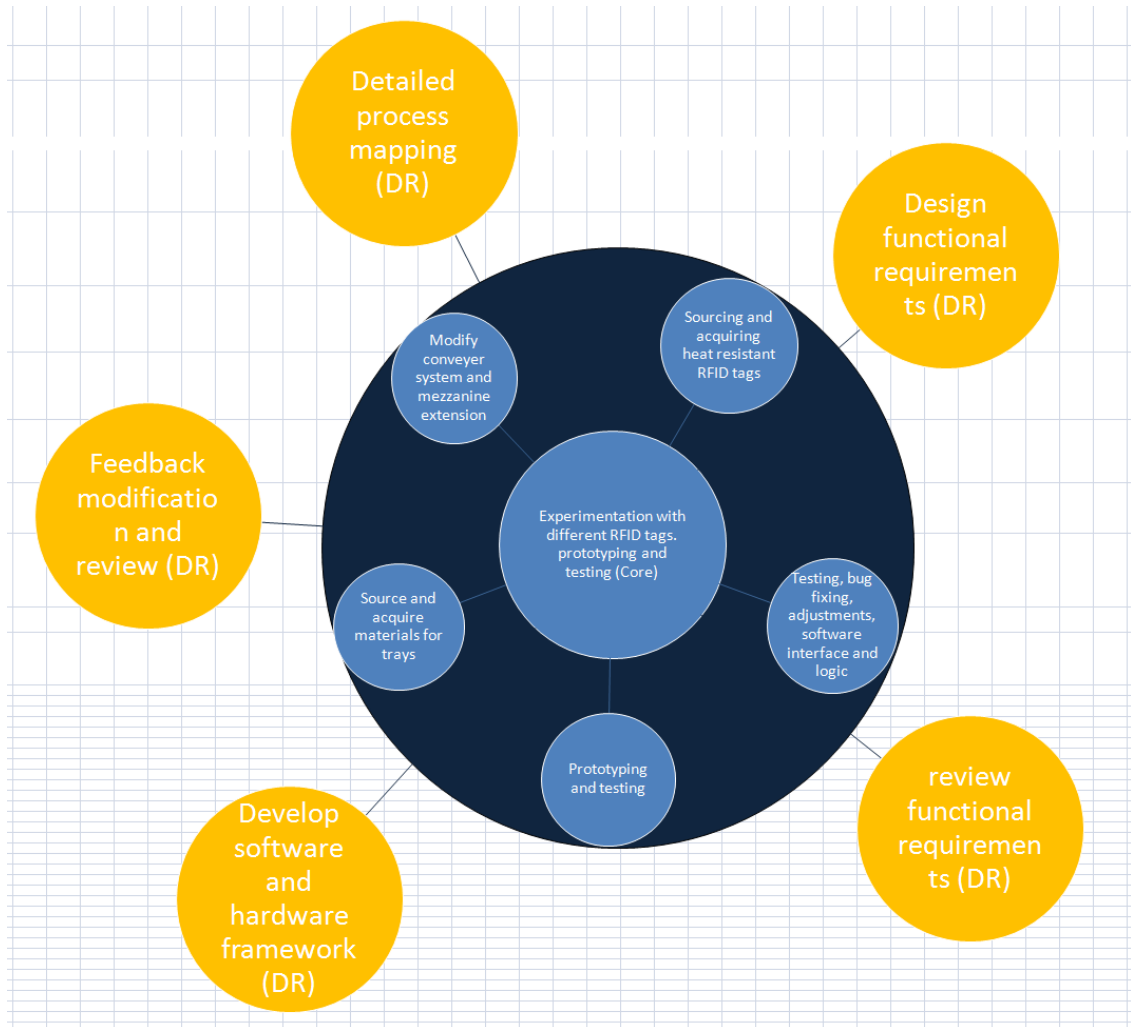 Detailed
process
mapping
(DR)
Design
functional
requiremen
ts (DR)
Sourcing and
acquiring
heat resistant
RFID tags
Modify
conveyer
system and
mezzanine
extension
Feedback
modificatio
n and
review (DR)
Experimentation with
different RFID tags.
prototyping and
testing (Core)
Source and
acquire
materials for
trays
Testing, bug
fixing,
adjustments,
software
interface and
logic
Prototyping
and testing
Develop
software
and
hardware
framework
(DR)
review
functional
requiremen
ts (DR)